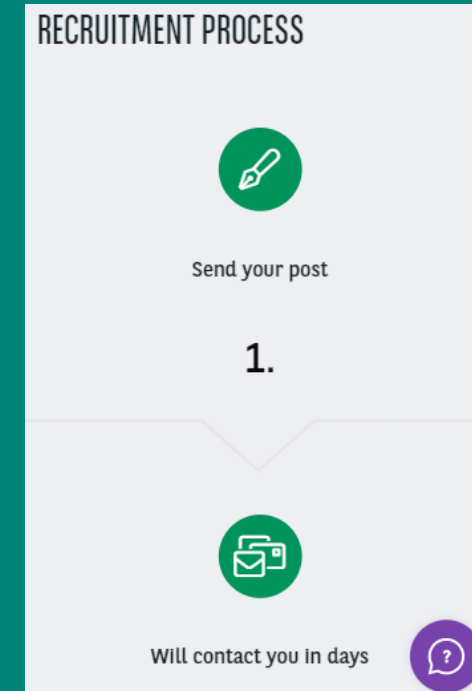 RECRUITMENT PROCESS
Send your post
1.
Will contact you in days
?